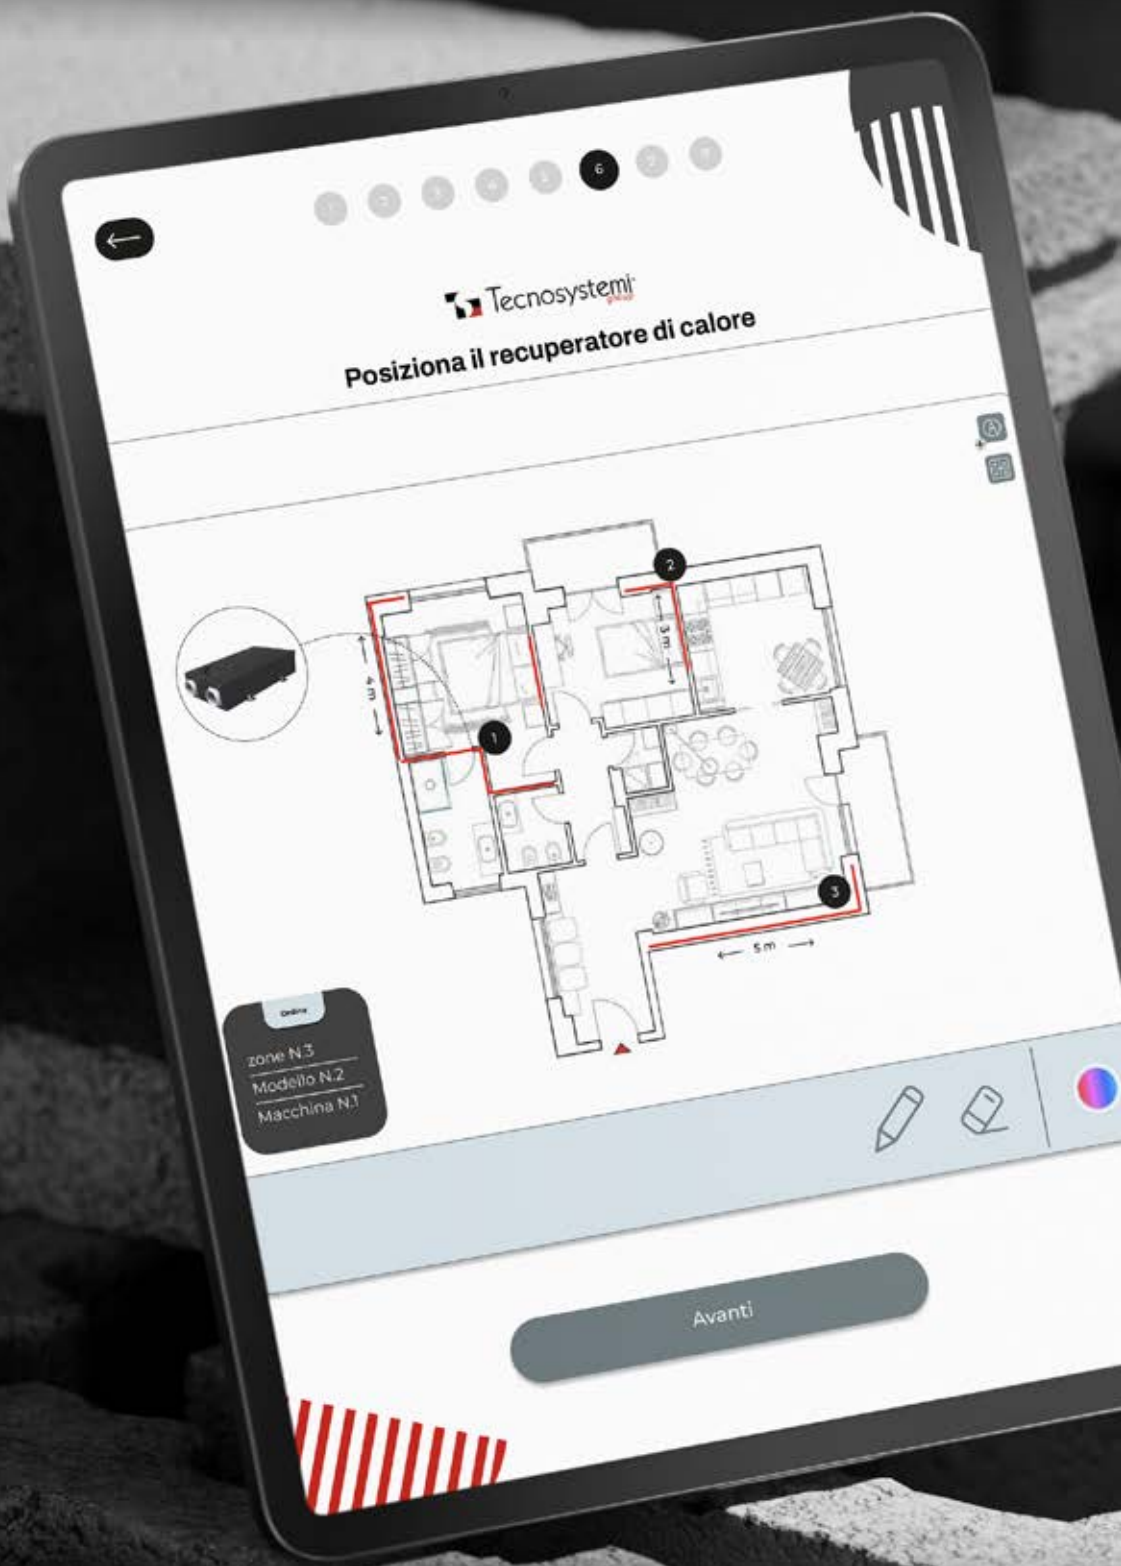 6
Tecnosystemi
group
Posiziona il recuperatore di calore
2
3 m
4 m
1
3
5 m
zone N.3
Modello N.2
Macchina N.1
Avanti